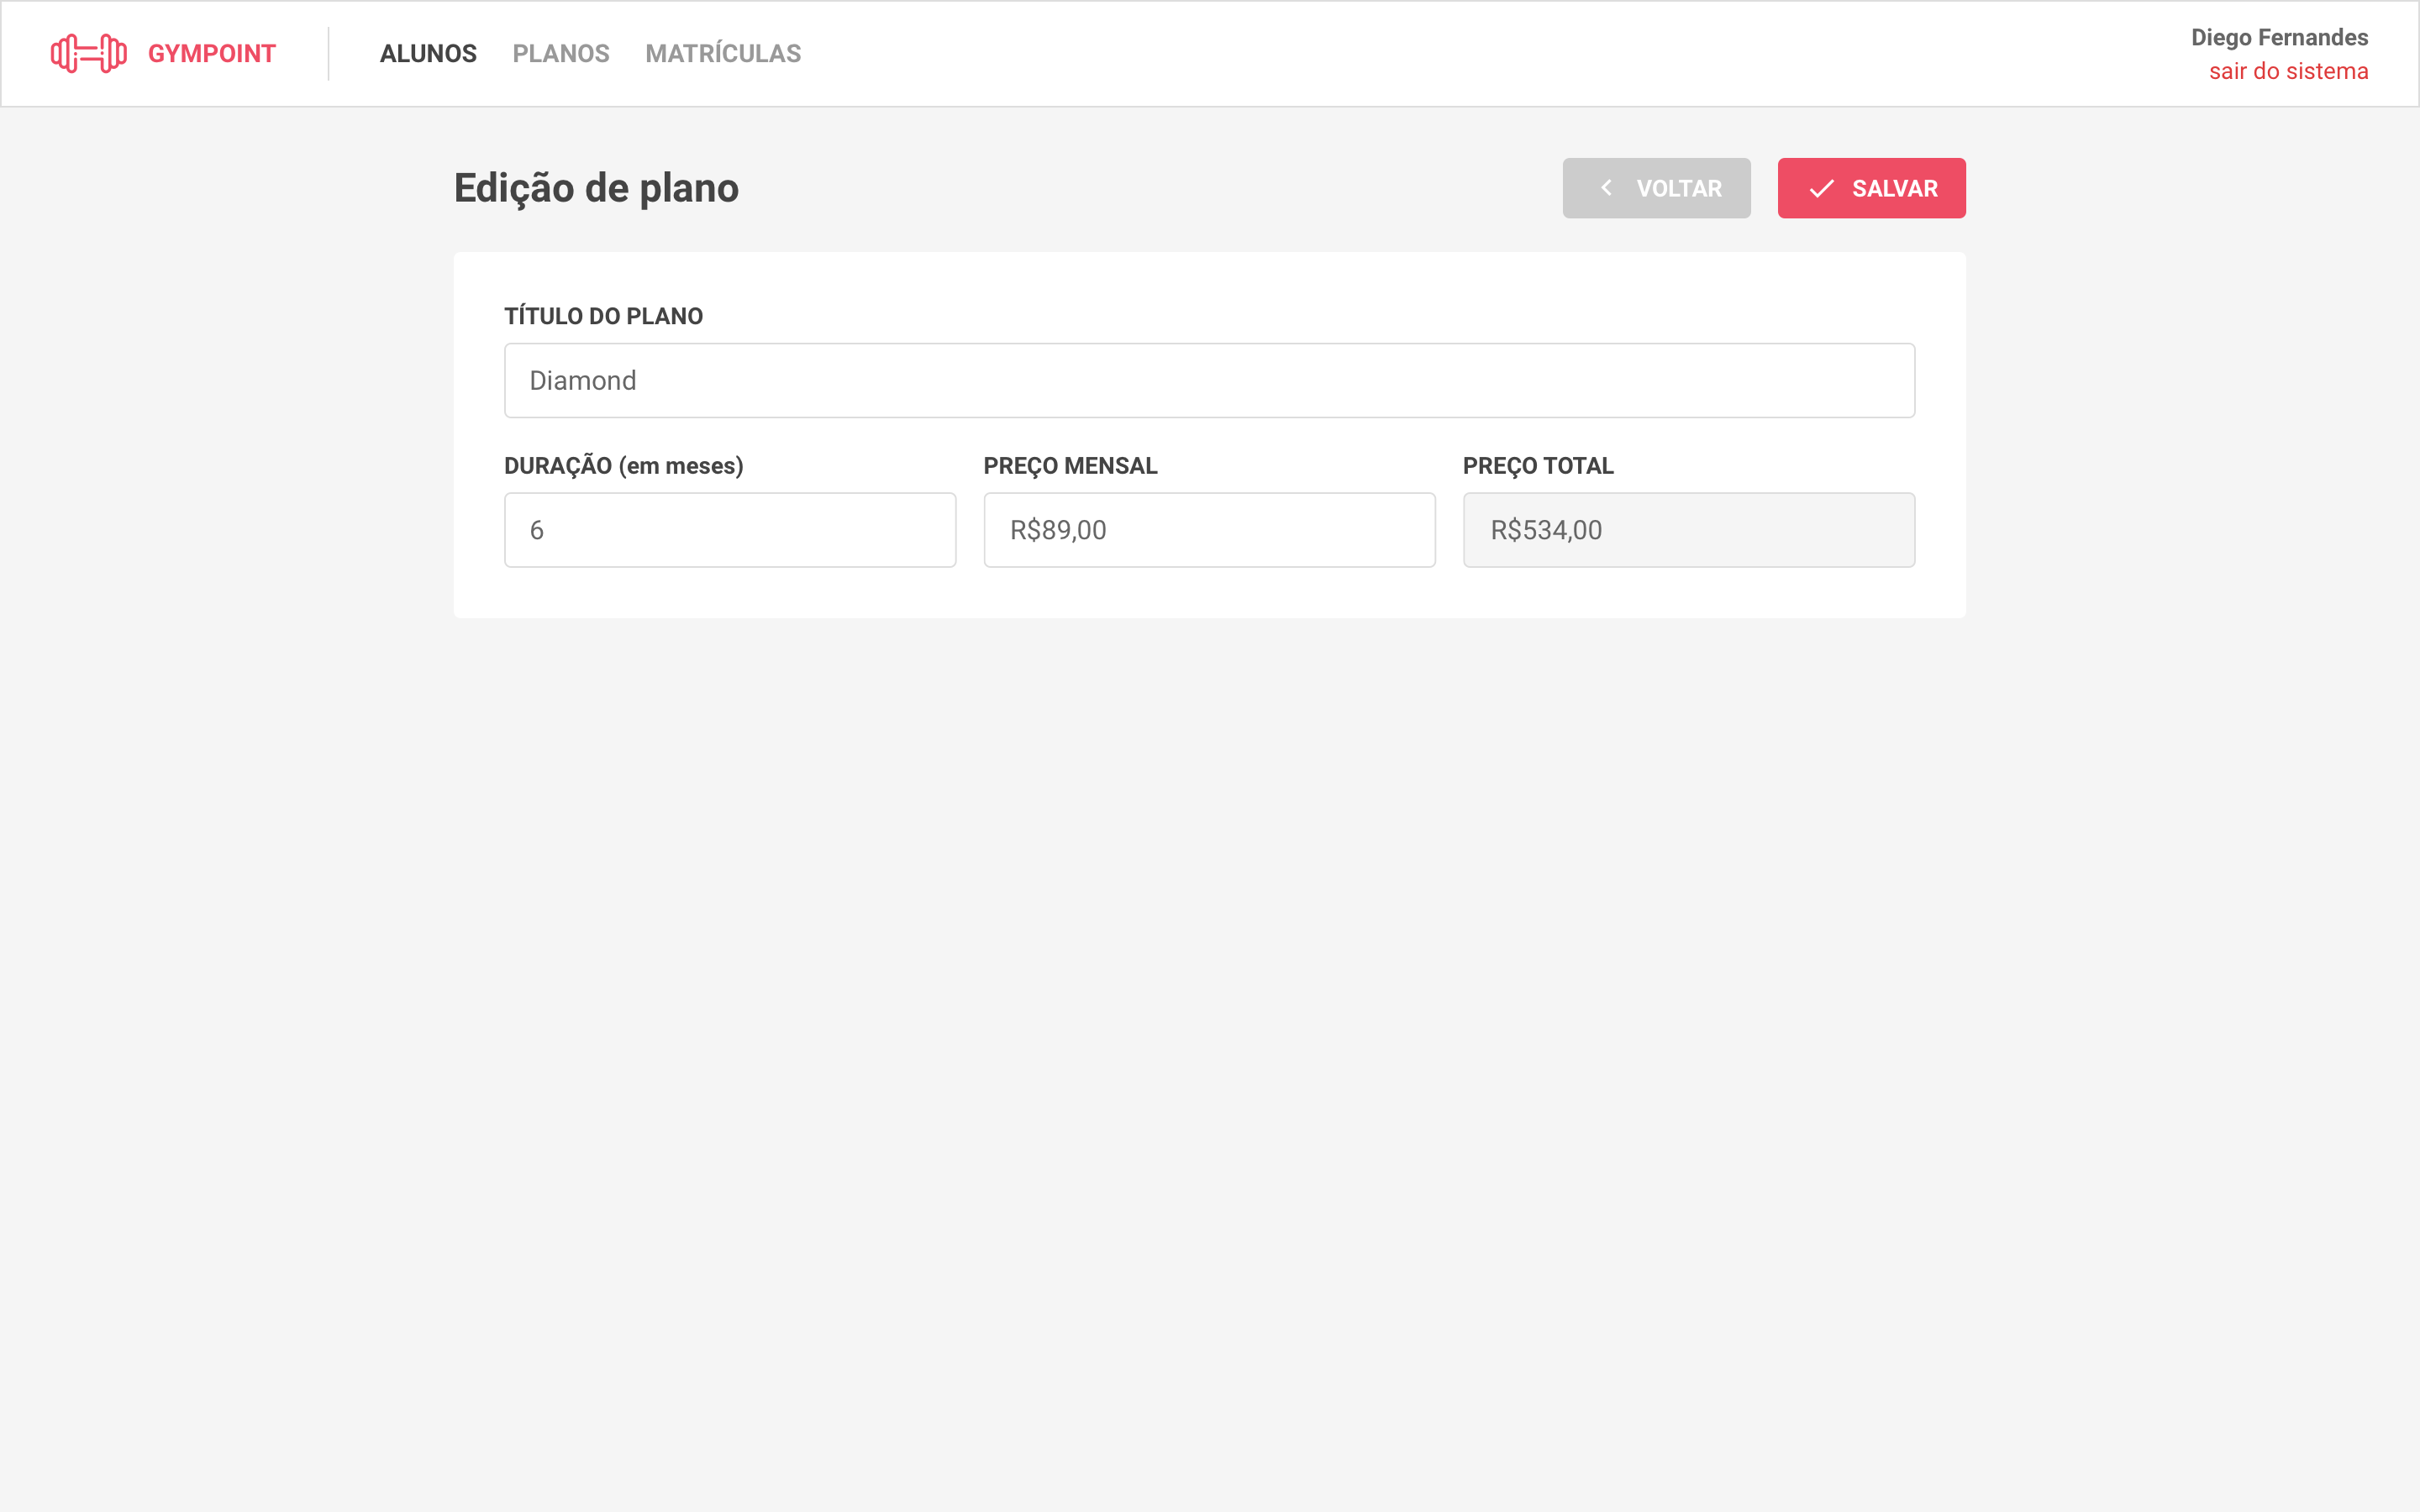 GYMPOINT ALUNOS PLANOS MATRÍCULAS
Diego Fernandes
sair do sistema
Edição de plano
VOLTAR SALVAR
TÍTULO DO PLANO
Diamond
DURAÇÃO (em meses) PREÇO MENSAL PREÇO TOTAL
6 R$89,00 R$534,00